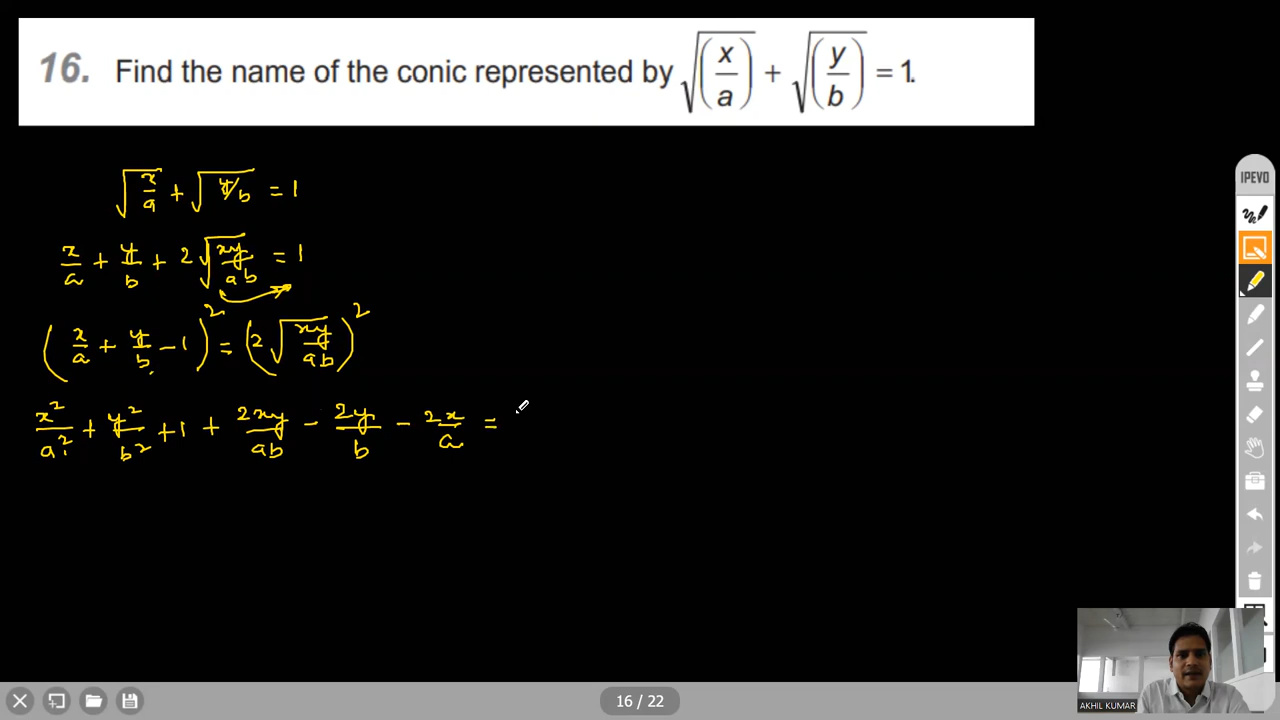 16. Find the name of the conic represented by √(x/a) + √(y/b) = 1.
√(x/a) + √(y/b) = 1
x/a + y/b + 2√(xy/ab) = 1
(x/a + y/b − 1)² = (2√(xy/ab))²
x²/a² + y²/b² + 1 + 2xy/ab − 2y/b − 2x/a =
IPEVO
16 / 22
AKHIL KUMAR